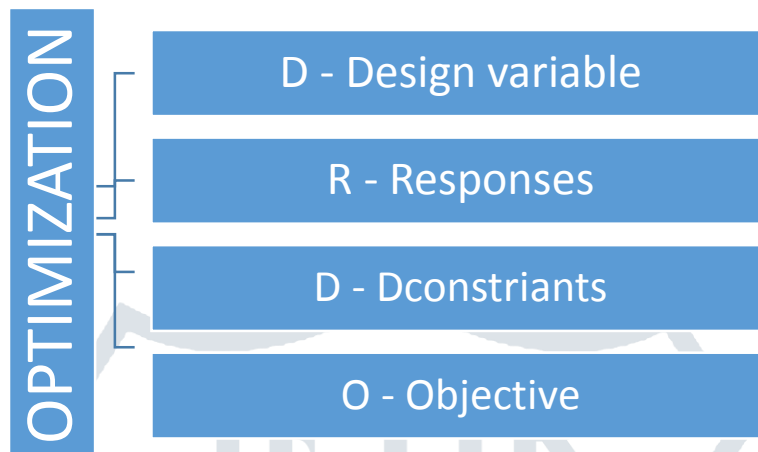 OPTIMIZATION
D - Design variable
R - Responses
D - Dconstriants
O - Objective